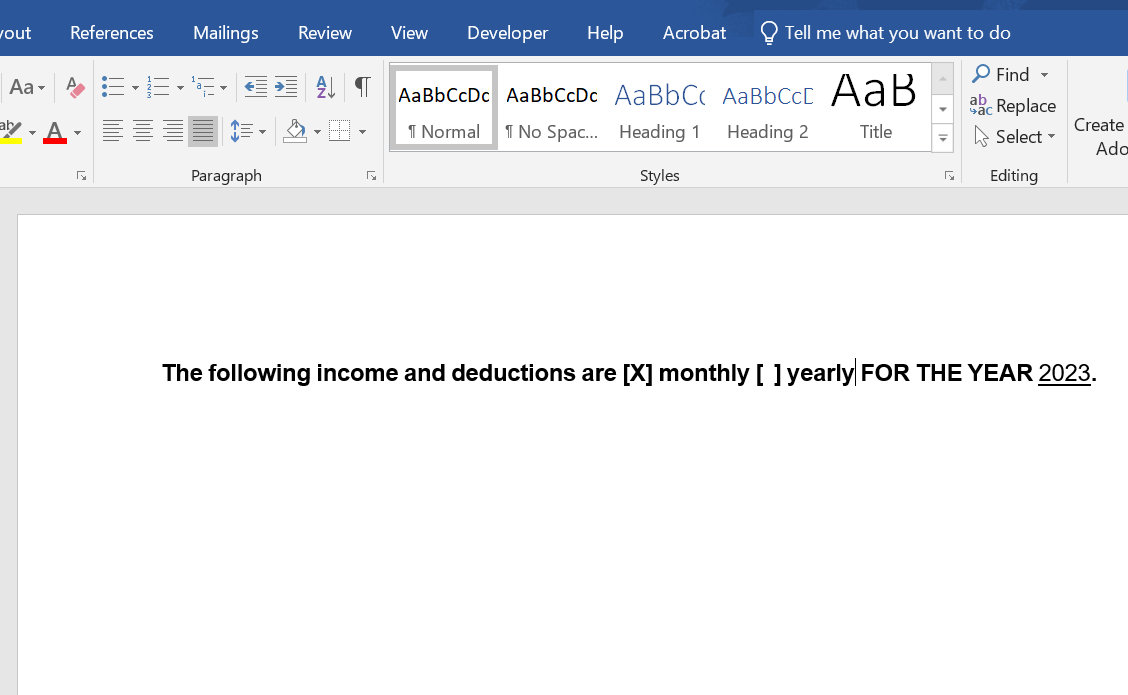 yout References Mailings Review View Developer Help Acrobat Tell me what you want to do
Aa
AaBbCcDc AaBbCcDc AaBbCc AaBbCcD AaB
¶ Normal ¶ No Spac... Heading 1 Heading 2 Title
Find
Replace
Select
Create
Ado
Paragraph Styles Editing
The following income and deductions are [X] monthly [ ] yearly FOR THE YEAR 2023.